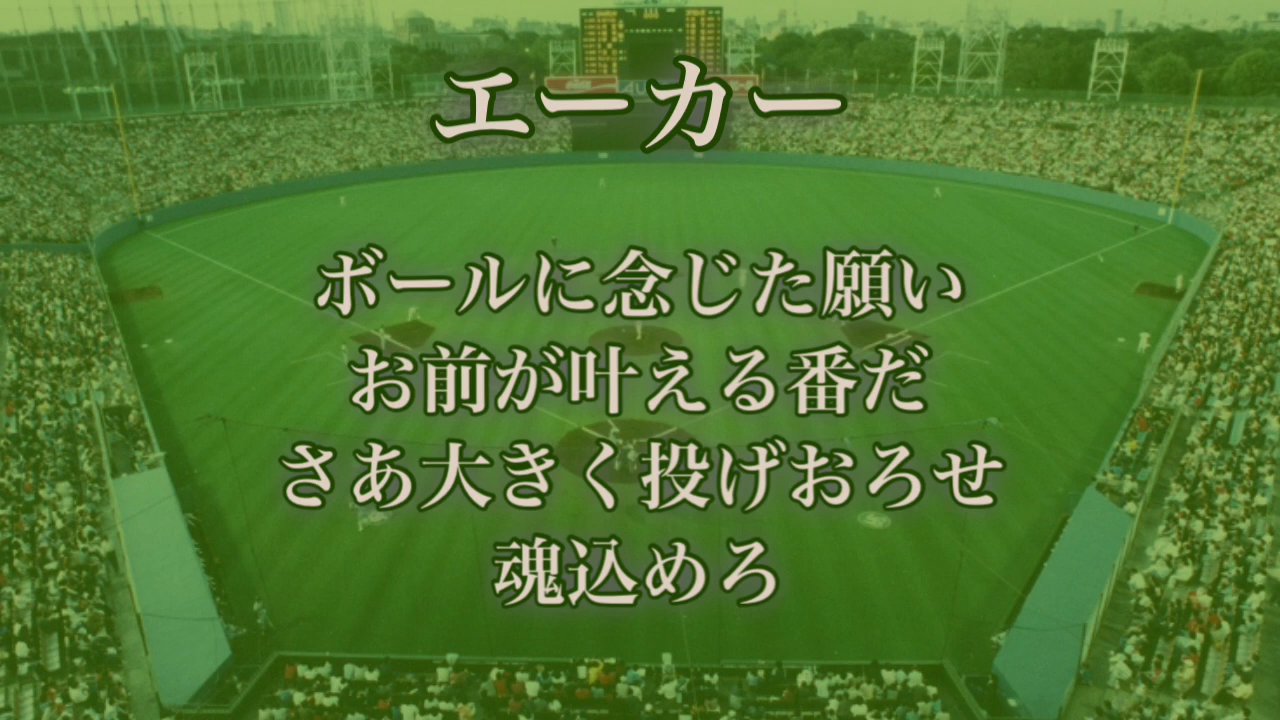 エーカー
ボールに念じた願い
お前が叶える番だ
さあ大きく投げおろせ
魂込めろ